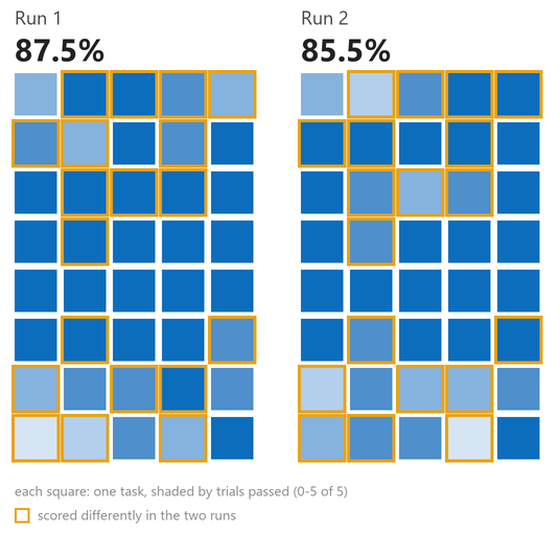 Run 1
87.5%
Run 2
85.5%
each square: one task, shaded by trials passed (0-5 of 5)
scored differently in the two runs